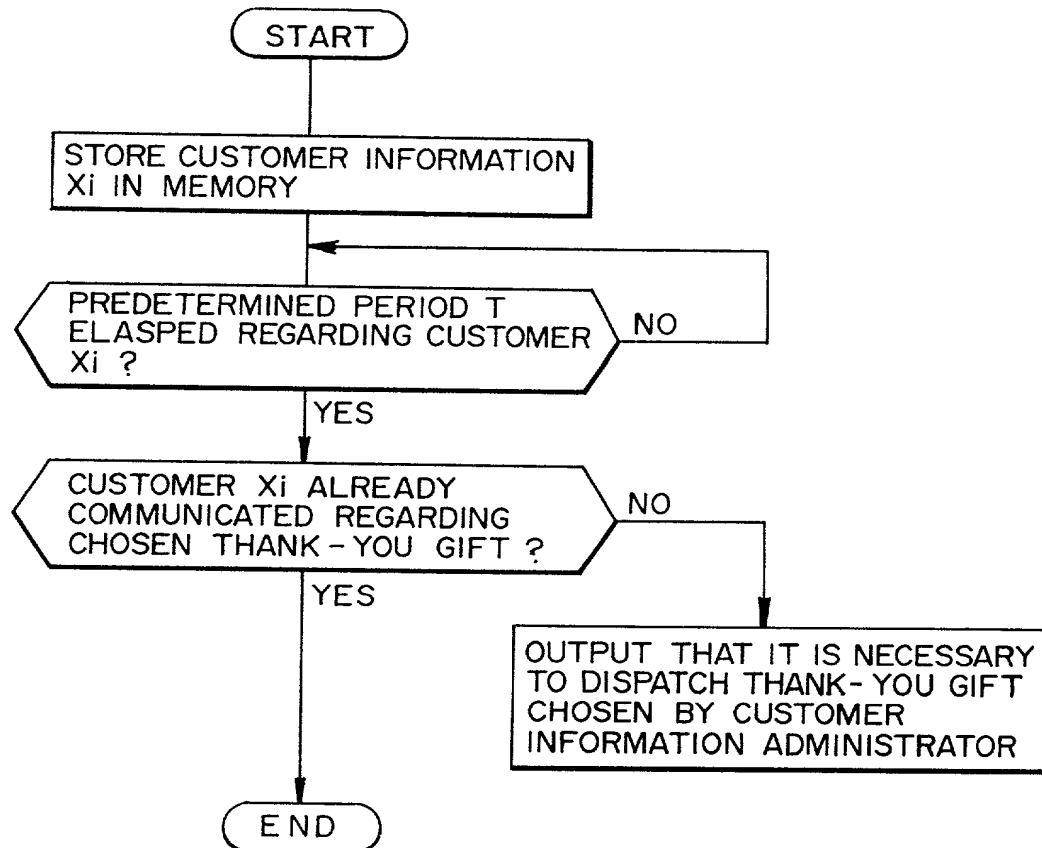 START
STORE CUSTOMER INFORMATION
Xi IN MEMORY
PREDETERMINED PERIOD T
ELASPED REGARDING CUSTOMER
Xi ?
NO
YES
CUSTOMER Xi ALREADY
COMMUNICATED REGARDING
CHOSEN THANK-YOU GIFT ?
NO
YES
OUTPUT THAT IT IS NECESSARY
TO DISPATCH THANK-YOU GIFT
CHOSEN BY CUSTOMER
INFORMATION ADMINISTRATOR
END